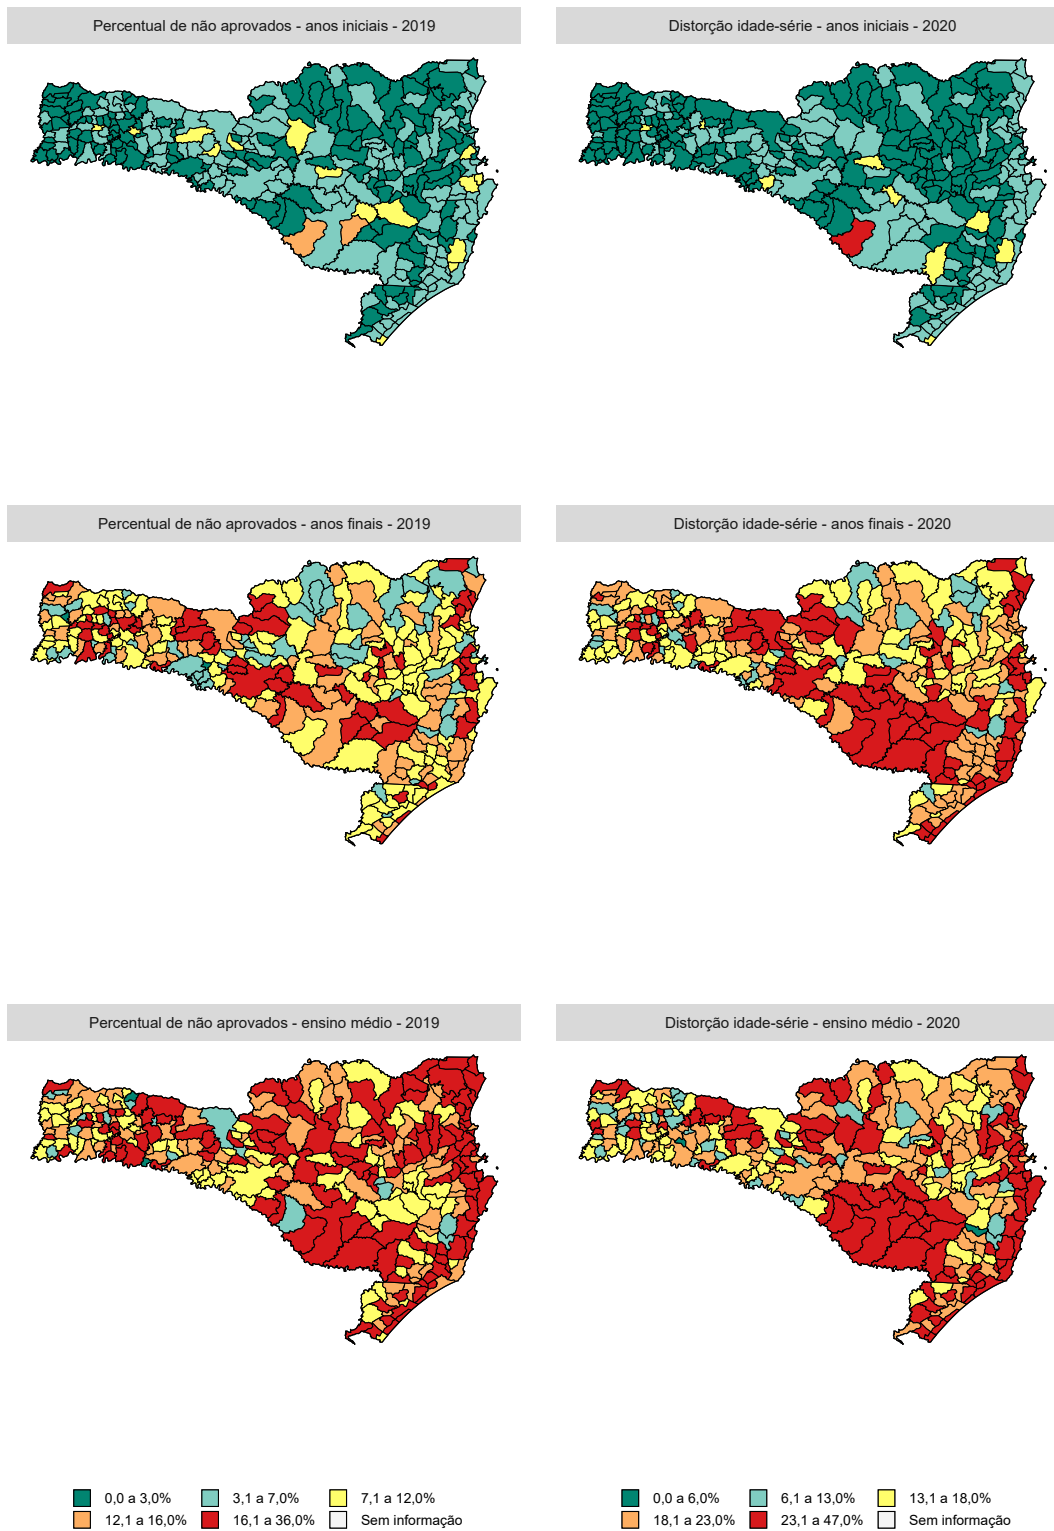 Percentual de não aprovados - anos iniciais - 2019
Distorção idade-série - anos iniciais - 2020
Percentual de não aprovados - anos finais - 2019
Distorção idade-série - anos finais - 2020
Percentual de não aprovados - ensino médio - 2019
Distorção idade-série - ensino médio - 2020
0,0 a 3,0% 3,1 a 7,0% 7,1 a 12,0%
12,1 a 16,0% 16,1 a 36,0% Sem informação
0,0 a 6,0% 6,1 a 13,0% 13,1 a 18,0%
18,1 a 23,0% 23,1 a 47,0% Sem informação